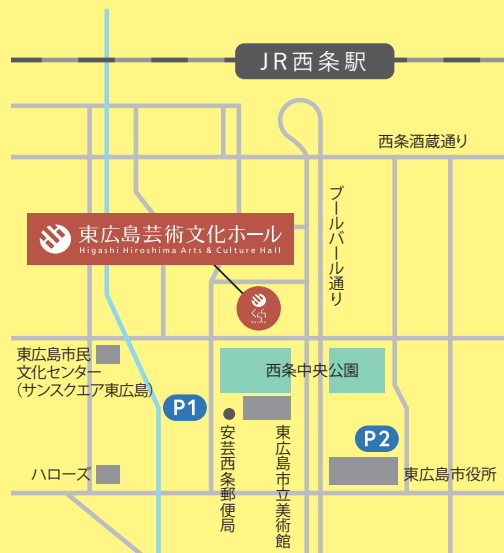 JR西条駅
西条酒蔵通り
ブールバール通り
東広島芸術文化ホール
Higashi Hiroshima Arts & Culture Hall
くらら
東広島市民
文化センター
(サンスクエア東広島)
西条中央公園
P1
P2
安芸西条郵便局
東広島市立美術館
ハローズ
東広島市役所